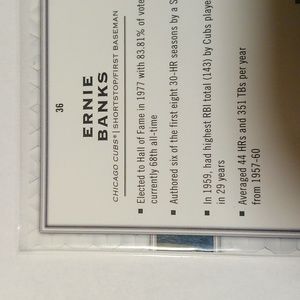 36
ERNIE
BANKS
CHICAGO CUBS® | SHORTSTOP/FIRST BASEMAN
■ Elected to Hall of Fame in 1977 with 83.81% of vote
currently 68th all-time
■ Authored six of the first eight 30-HR seasons by a S
■ In 1959, had highest RBI total (143) by Cubs playe
in 29 years
■ Averaged 44 HRs and 351 TBs per year
from 1957-60